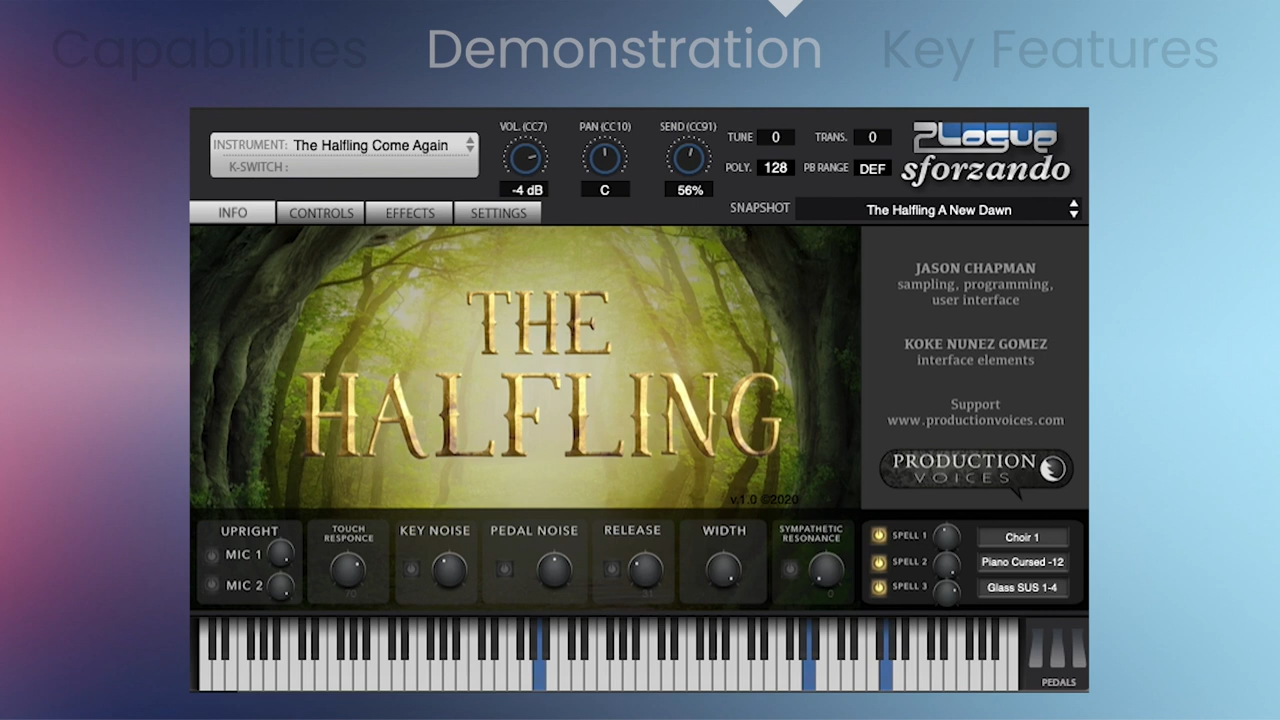 Capabilities Demonstration Key Features
INSTRUMENT: The Halfling Come Again
K-SWITCH :
VOL. (CC7) PAN (CC10) SEND (CC91)
-4 dB C 56%
TUNE 0 TRANS. 0
POLY. 128 PB RANGE DEF
Plogue
sforzando
SNAPSHOT The Halfling A New Dawn
INFO CONTROLS EFFECTS SETTINGS
THE
HALFLING
v.1.0 ©2020
JASON CHAPMAN
sampling, programming,
user interface
KOKE NUNEZ GOMEZ
interface elements
Support
www.productionvoices.com
PRODUCTION
VOICES
UPRIGHT
MIC 1
MIC 2
TOUCH
RESPONCE
70
KEY NOISE
PEDAL NOISE
RELEASE
31
WIDTH
SYMPATHETIC
RESONANCE
0
SPELL 1 Choir 1
SPELL 2 Piano Cursed -12
SPELL 3 Glass SUS 1-4
PEDALS